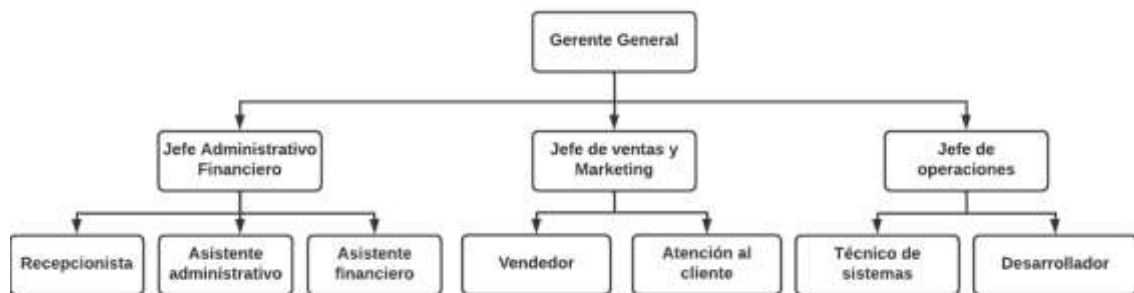 Gerente General
Jefe Administrativo
Financiero
Jefe de ventas y
Marketing
Jefe de
operaciones
Recepcionista
Asistente
administrativo
Asistente
financiero
Vendedor
Atención al
cliente
Técnico de
sistemas
Desarrollador